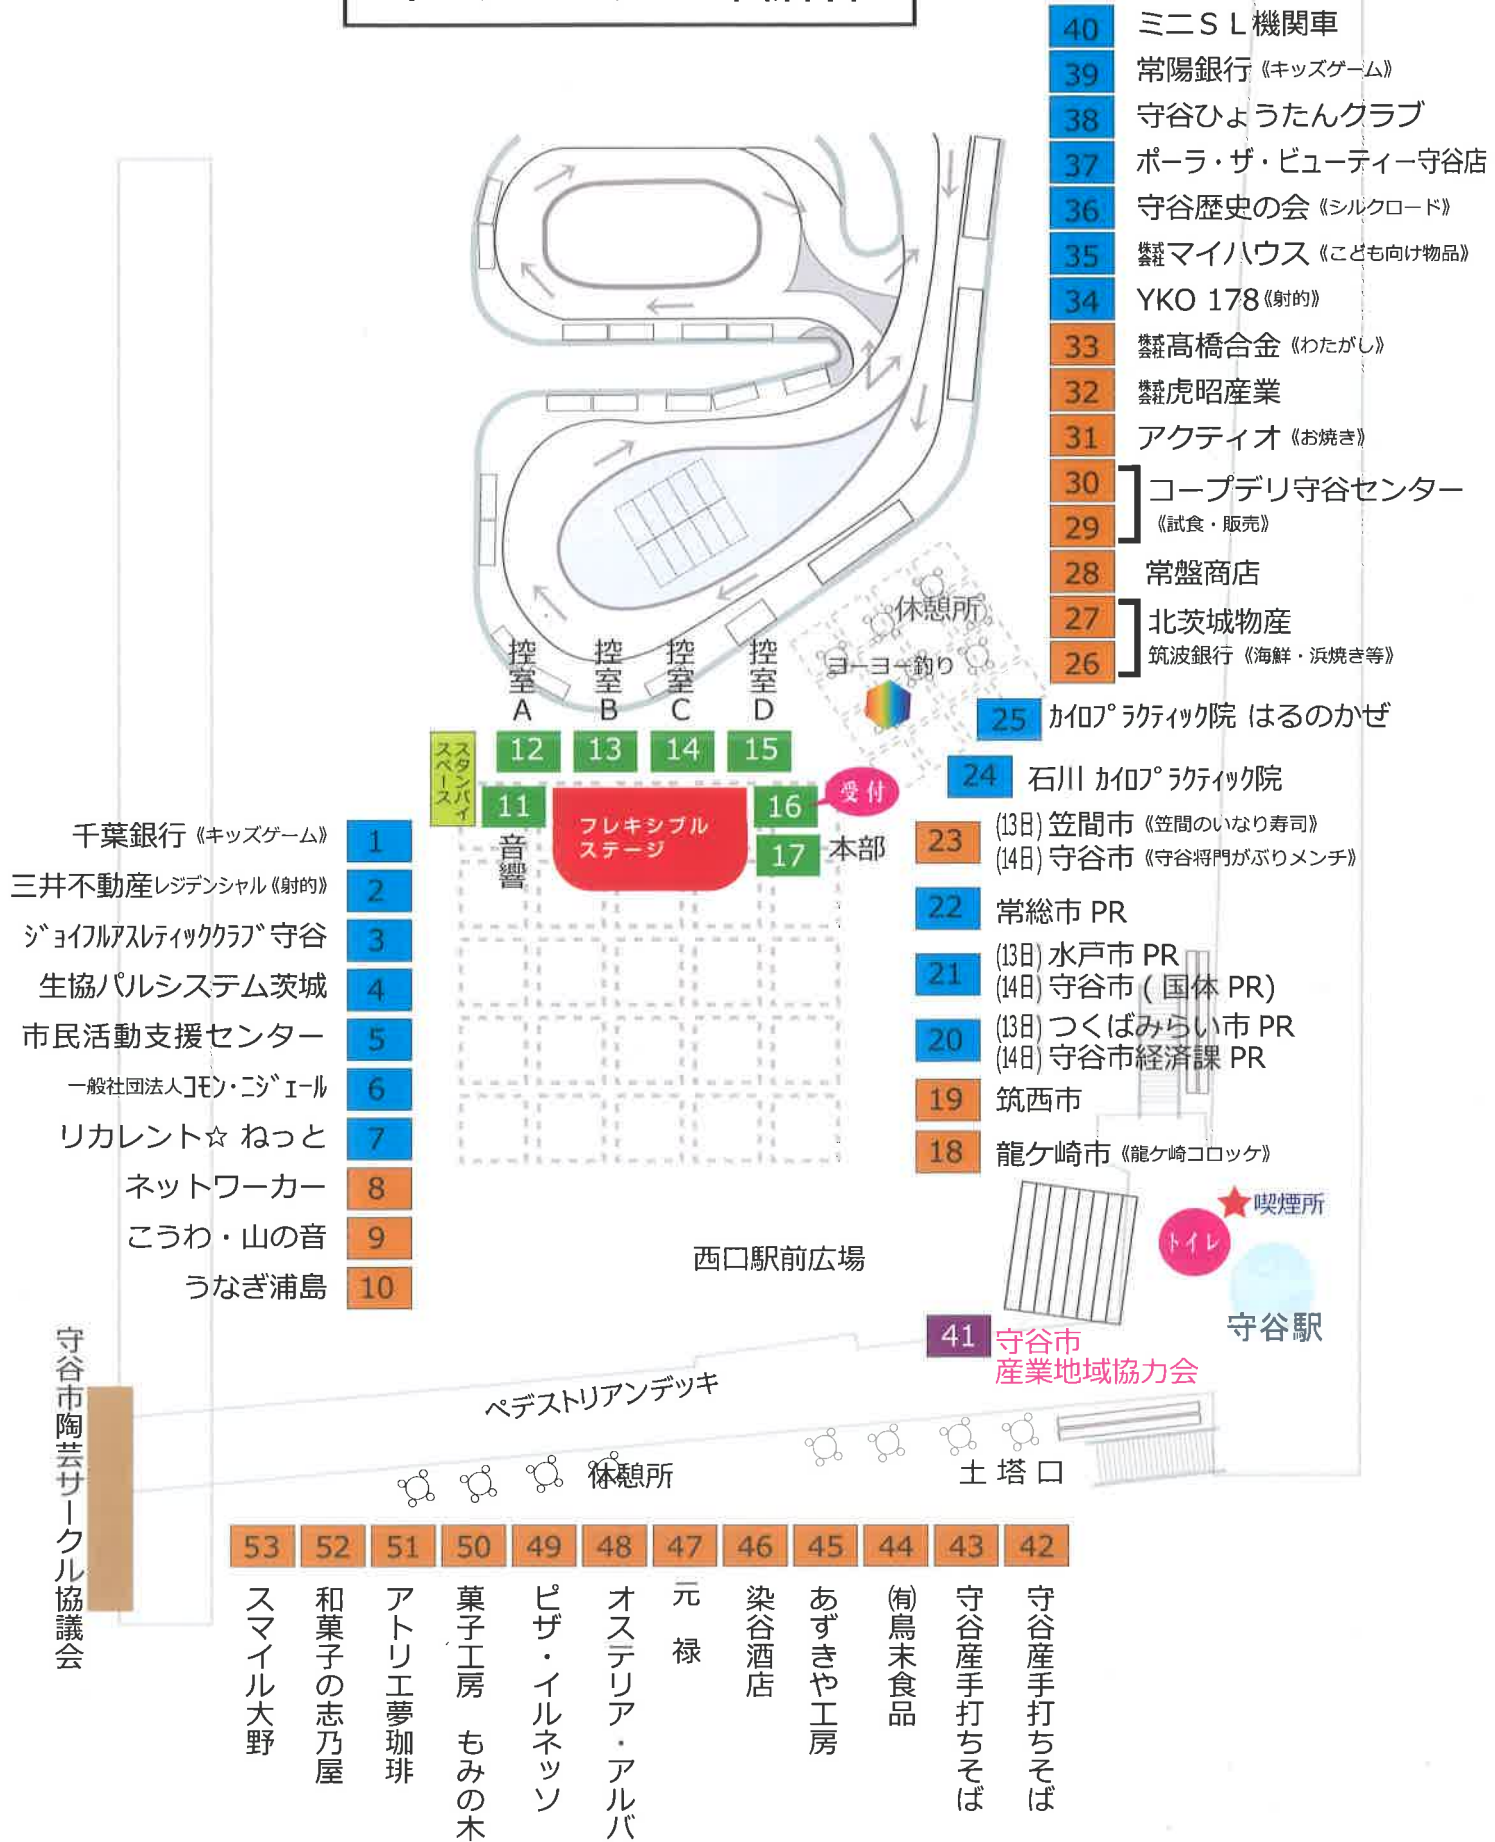 40 ミニＳＬ機関車
39 常陽銀行《キッズゲーム》
38 守谷ひょうたんクラブ
37 ポーラ・ザ・ビューティー守谷店
36 守谷歴史の会《シルクロード》
35 株式会社マイハウス《こども向け物品》
34 YKO 178《射的》
33 株式会社髙橋合金《わたがし》
32 株式会社虎昭産業
31 アクティオ《お焼き》
30
29
コープデリ守谷センター
《試食・販売》
28 常盤商店
27
26
北茨城物産
筑波銀行《海鮮・浜焼き等》
休憩所
ヨーヨー釣り
25 ｶｲﾛﾌﾟﾗｸティｯｸ院 はるのかぜ
24 石川 ｶｲﾛﾌﾟﾗｸティｯｸ院
控室A
控室B
控室C
控室D
12
13
14
15
スタンバイ
スペース
11
音響
フレキシブル
ステージ
16
受付
17 本部
千葉銀行《キッズゲーム》 1
三井不動産レジデンシャル《射的》 2
ｼﾞｮｲﾌﾙｱｽﾚティｯｸｸﾗﾌﾞ守谷 3
生協パルシステム茨城 4
市民活動支援センター 5
一般社団法人ｺﾓﾝ･ﾆｼﾞｪｰﾙ 6
リカレント☆ねっと 7
ネットワーカー 8
こうわ・山の音 9
うなぎ浦島 10
23
(13日) 笠間市《笠間のいなり寿司》
(14日) 守谷市《守谷将門がぶりメンチ》
22 常総市 PR
21
(13日) 水戸市 PR
(14日) 守谷市 ( 国体 PR)
20
(13日) つくばみらい市 PR
(14日) 守谷市経済課 PR
19 筑西市
18 龍ケ崎市《龍ケ崎コロッケ》
喫煙所
トイレ
守谷駅
西口駅前広場
41 守谷市
産業地域協力会
ペデストリアンデッキ
休憩所
土塔口
守谷市陶芸サークル協議会
53
52
51
50
49
48
47
46
45
44
43
42
スマイル大野
和菓子の志乃屋
アトリエ夢珈琲
菓子工房 もみの木
ピザ・イルネッソ
オステリア・アルバ
元 禄
染谷酒店
あずきや工房
㈲鳥末食品
守谷産手打ちそば
守谷産手打ちそば